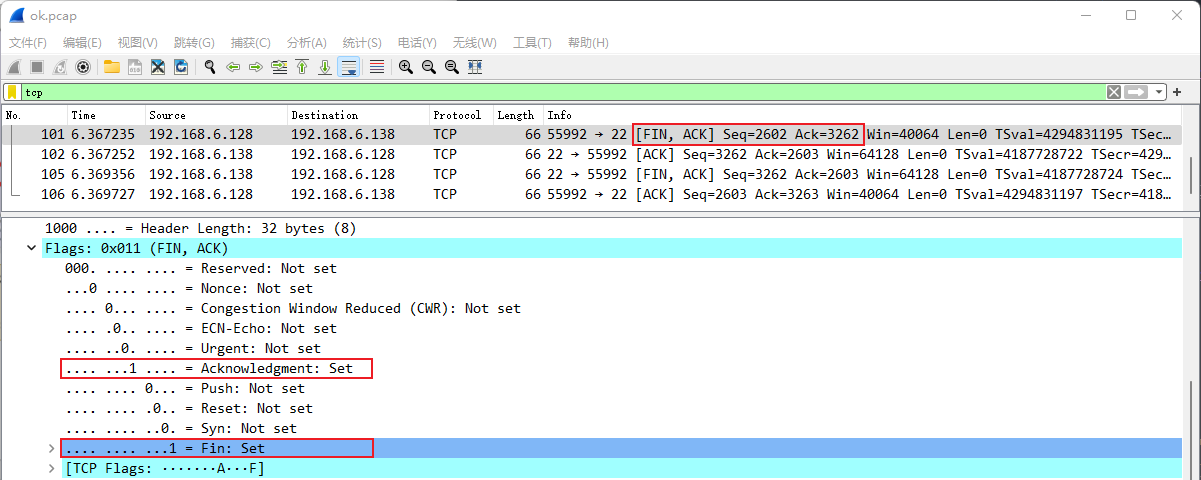 ok.pcap
文件(F) 编辑(E) 视图(V) 跳转(G) 捕获(C) 分析(A) 统计(S) 电话(Y) 无线(W) 工具(T) 帮助(H)
tcp
No. Time Source Destination Protocol Length Info
101 6.367235 192.168.6.128 192.168.6.138 TCP 66 55992 → 22 [FIN, ACK] Seq=2602 Ack=3262 Win=40064 Len=0 TSval=4294831195 TSec…
102 6.367252 192.168.6.138 192.168.6.128 TCP 66 22 → 55992 [ACK] Seq=3262 Ack=2603 Win=64128 Len=0 TSval=4187728722 TSecr=429…
105 6.369356 192.168.6.138 192.168.6.128 TCP 66 22 → 55992 [FIN, ACK] Seq=3262 Ack=2603 Win=64128 Len=0 TSval=4187728724 TSec…
106 6.369727 192.168.6.128 192.168.6.138 TCP 66 55992 → 22 [ACK] Seq=2603 Ack=3263 Win=40064 Len=0 TSval=4294831197 TSecr=418…
1000 .... = Header Length: 32 bytes (8)
Flags: 0x011 (FIN, ACK)
000. .... .... = Reserved: Not set
...0 .... .... = Nonce: Not set
.... 0... .... = Congestion Window Reduced (CWR): Not set
.... .0.. .... = ECN-Echo: Not set
.... ..0. .... = Urgent: Not set
.... ...1 .... = Acknowledgment: Set
.... .... 0... = Push: Not set
.... .... .0.. = Reset: Not set
.... .... ..0. = Syn: Not set
.... .... ...1 = Fin: Set
[TCP Flags: ·······A···F]